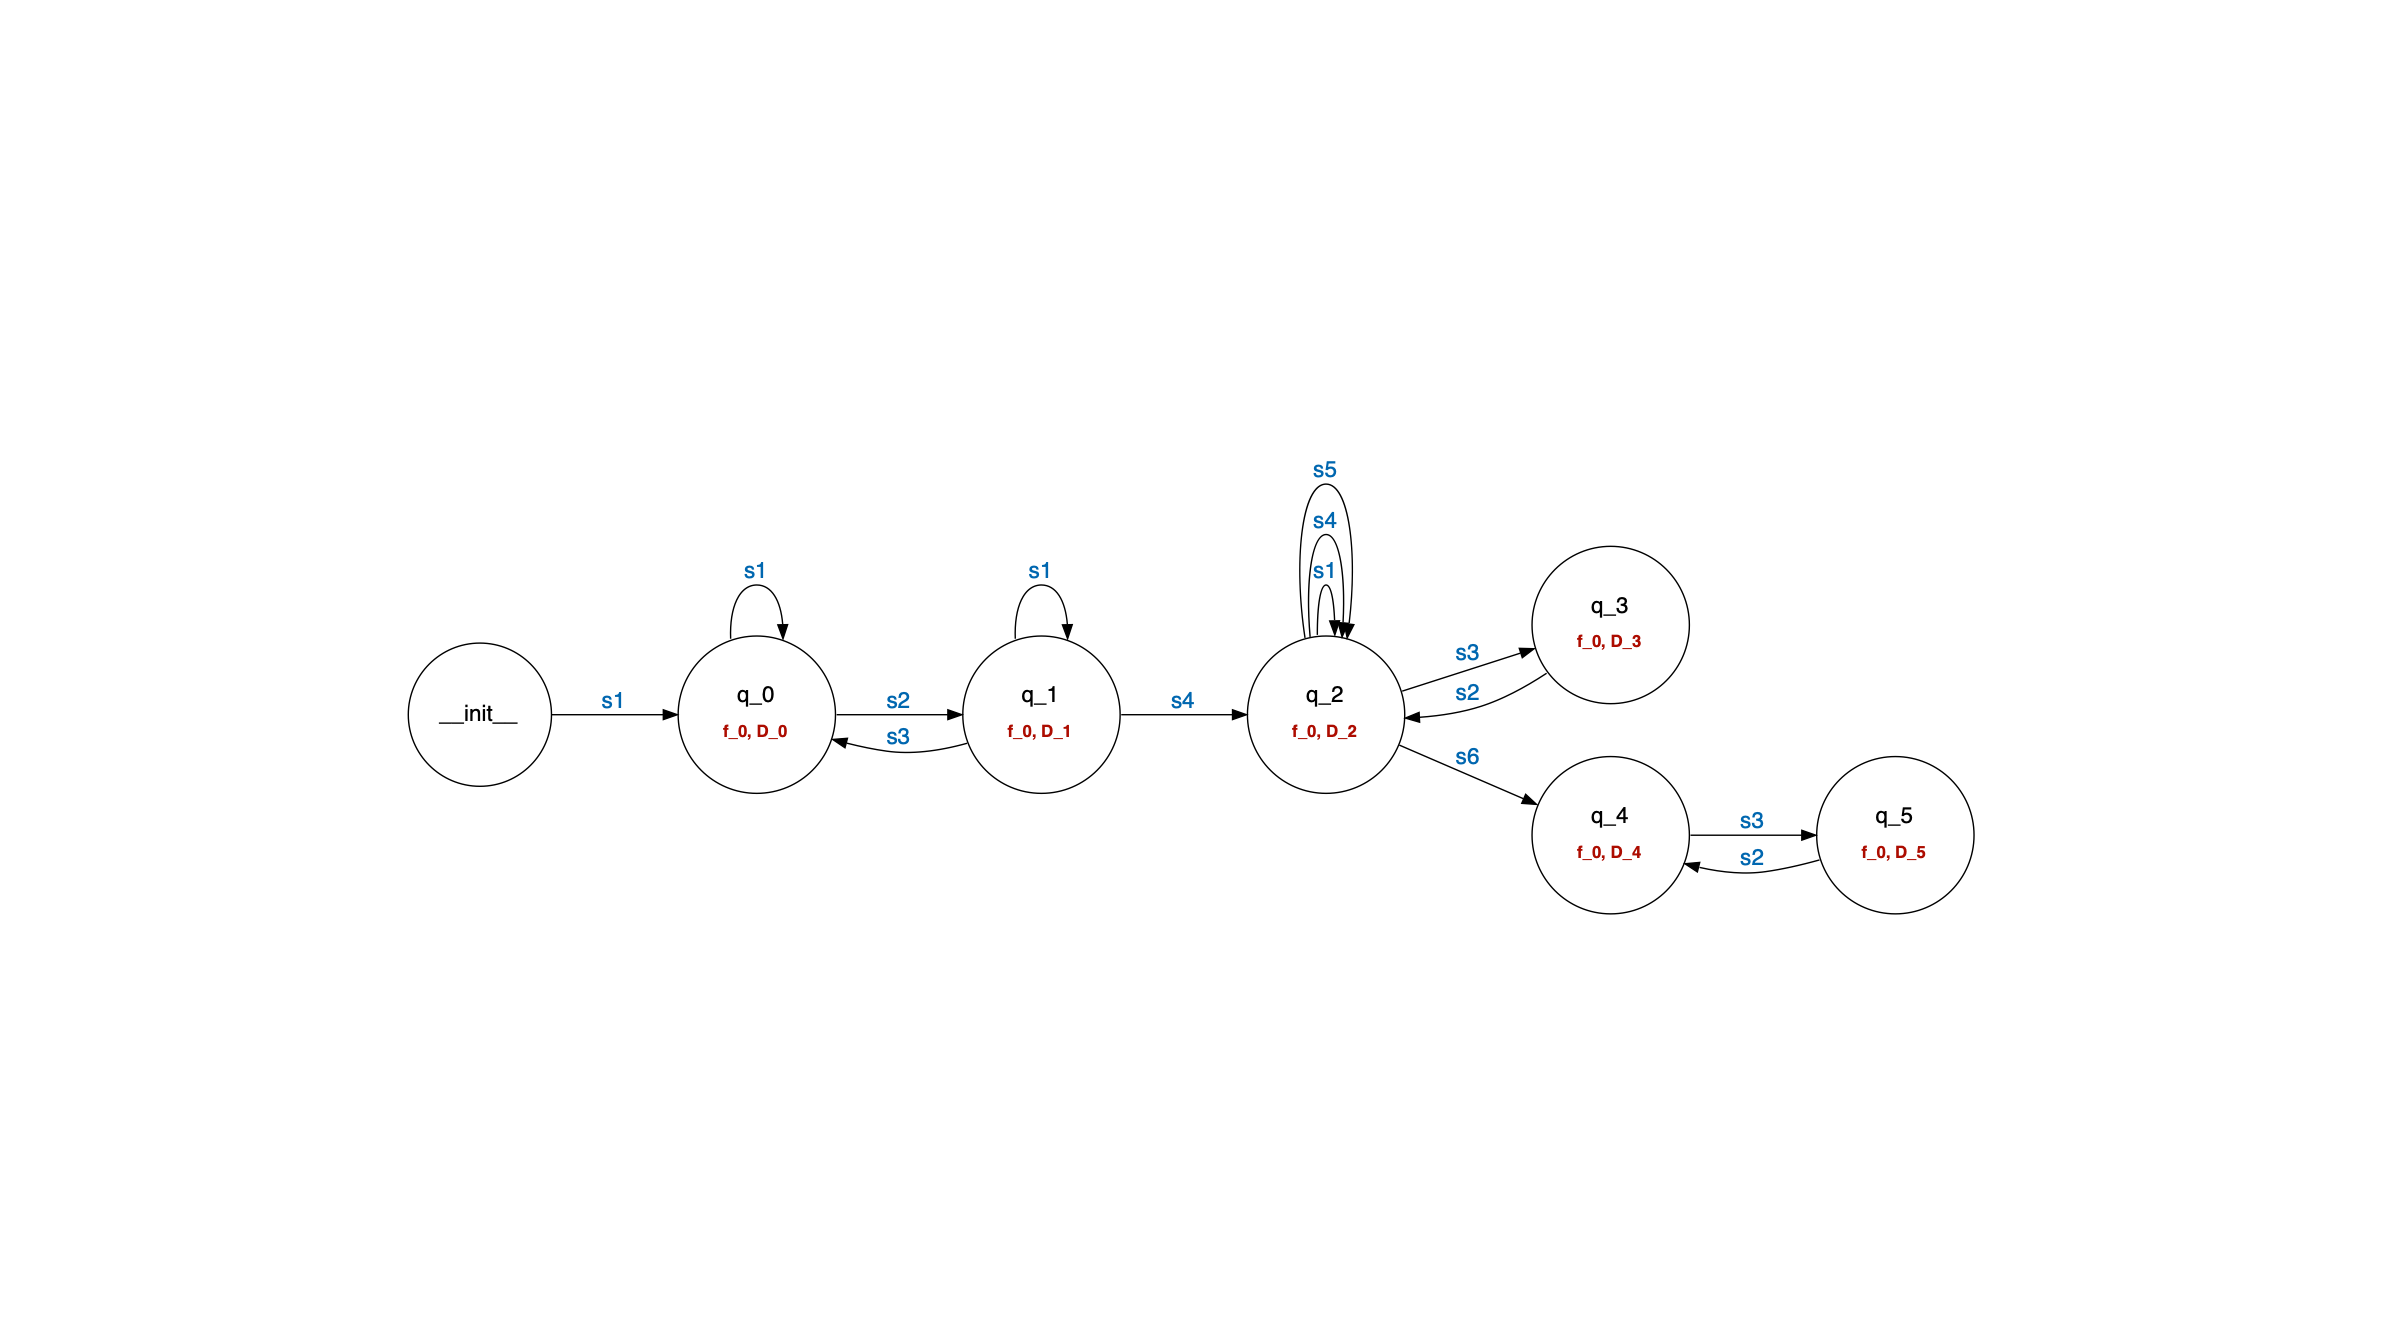 s5
s4
s1
s1
s1
q_3
f_0, D_3
s3
s2
__init__
s1
q_0
f_0, D_0
s2
s3
q_1
f_0, D_1
s4
q_2
f_0, D_2
s6
q_4
f_0, D_4
s3
s2
q_5
f_0, D_5